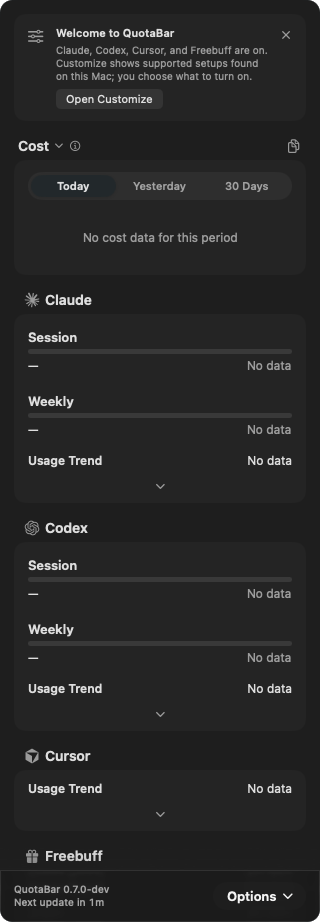 Welcome to QuotaBar
Claude, Codex, Cursor, and Freebuff are on.
Customize shows supported setups found
on this Mac; you choose what to turn on.
Open Customize
Cost
Today Yesterday 30 Days
No cost data for this period
Claude
Session
— No data
Weekly
— No data
Usage Trend No data
Codex
Session
— No data
Weekly
— No data
Usage Trend No data
Cursor
Usage Trend No data
Freebuff
QuotaBar 0.7.0-dev
Next update in 1m
Options